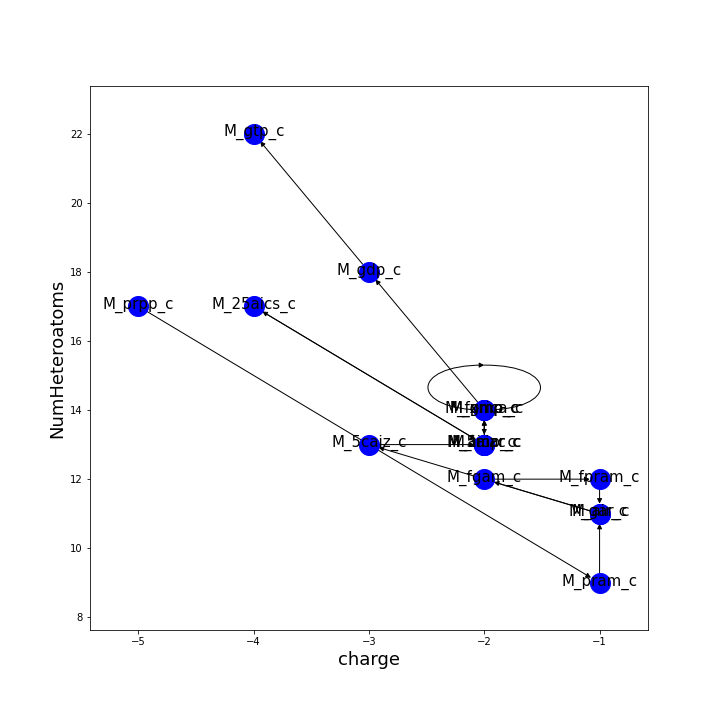 22
20
18
16
14
12
10
8
NumHeteroatoms
M_gtp_c
M_gdp_c
M_prpp_c
M_25aics_c
M_5caiz_c
M_fgam_c
M_fpram_c
M_pram_c
−5
−4
−3
−2
−1
charge